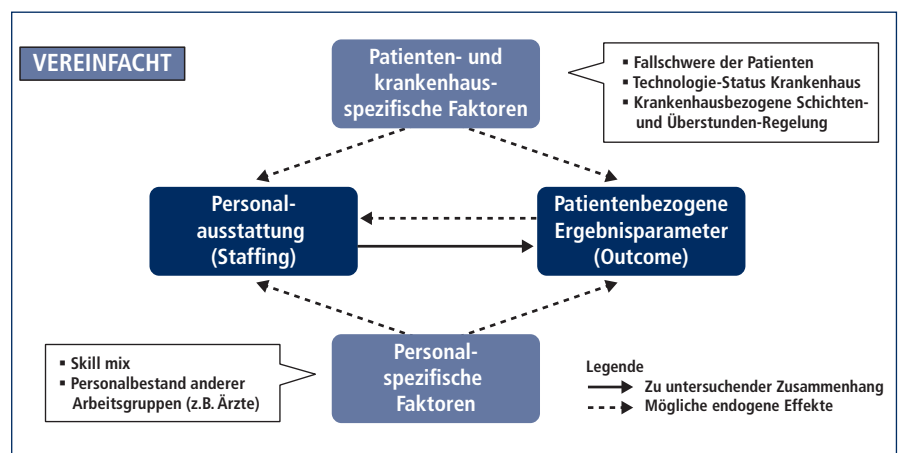 VEREINFACHT
Patienten- und
krankenhaus-
spezifische Faktoren
▪ Fallschwere der Patienten
▪ Technologie-Status Krankenhaus
▪ Krankenhausbezogene Schichten-
und Überstunden-Regelung
Personal-
ausstattung
(Staffing)
Patientenbezogene
Ergebnisparameter
(Outcome)
▪ Skill mix
▪ Personalbestand anderer
Arbeitsgruppen (z.B. Ärzte)
Personal-
spezifische
Faktoren
Legende
Zu untersuchender Zusammenhang
Mögliche endogene Effekte